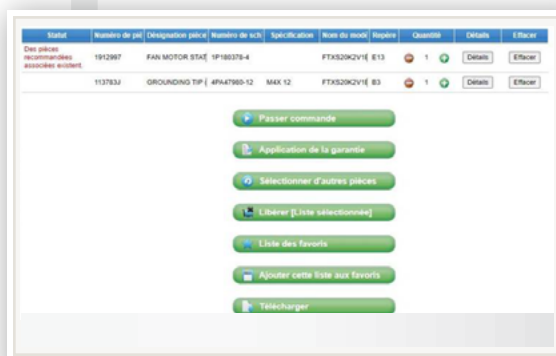 Statut Numéro de piè Désignation pièce Numéro de sch Spécification Nom du modè Repère Quantité Détails Effacer
Des pièces
recommandées
associées existent.
1912997 FAN MOTOR STAT 1P180378-4 FTXS20K2V1B E13 1 Détails Effacer
113783J GROUNDING TIP ( 4PA47980-12 M4X 12 FTXS20K2V1B B3 1 Détails Effacer
Passer commande
Application de la garantie
Sélectionner d'autres pièces
Libérer [Liste sélectionnée]
Liste des favoris
Ajouter cette liste aux favoris
Télécharger